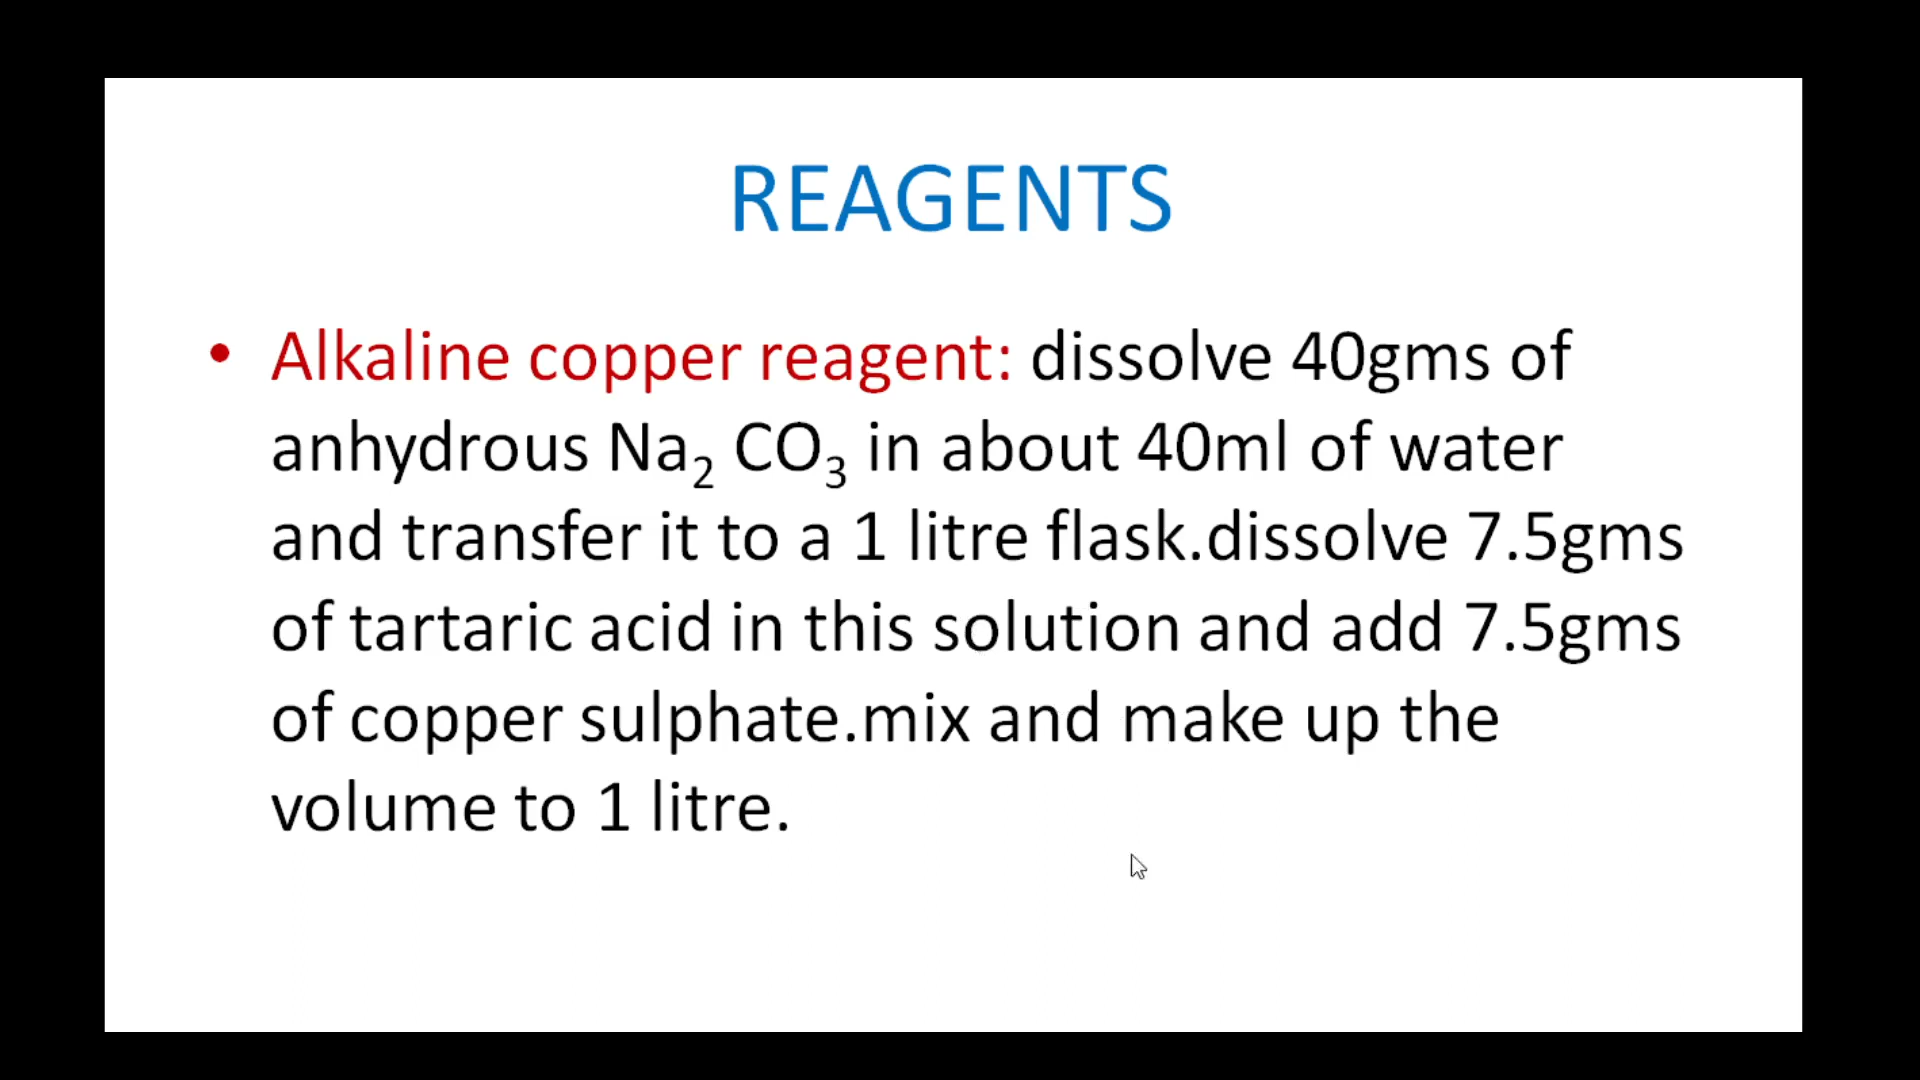 REAGENTS
• Alkaline copper reagent: dissolve 40gms of
anhydrous Na₂ CO₃ in about 40ml of water
and transfer it to a 1 litre flask.dissolve 7.5gms
of tartaric acid in this solution and add 7.5gms
of copper sulphate.mix and make up the
volume to 1 litre.